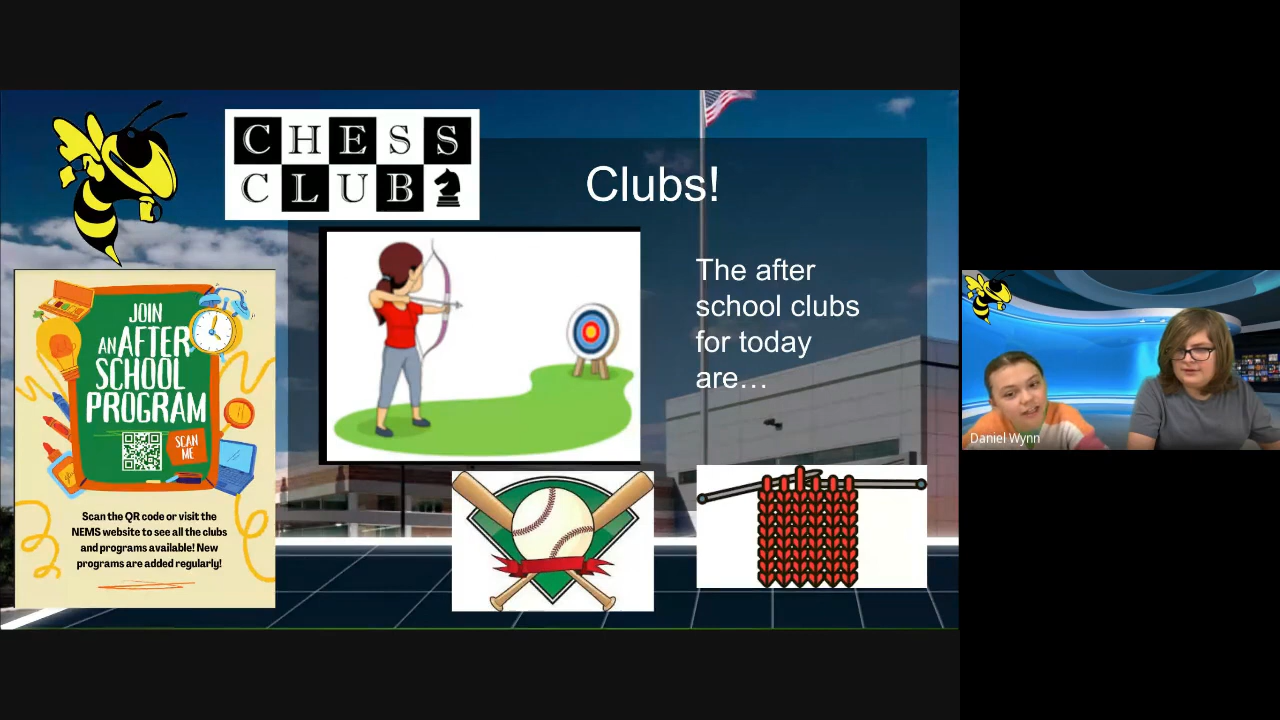 CHESS
CLUB
Clubs!
The after
school clubs
for today
are…
JOIN
AN AFTER
SCHOOL
PROGRAM
SCAN
ME
Scan the QR code or visit the
NEMS website to see all the clubs
and programs available! New
programs are added regularly!
Daniel Wynn